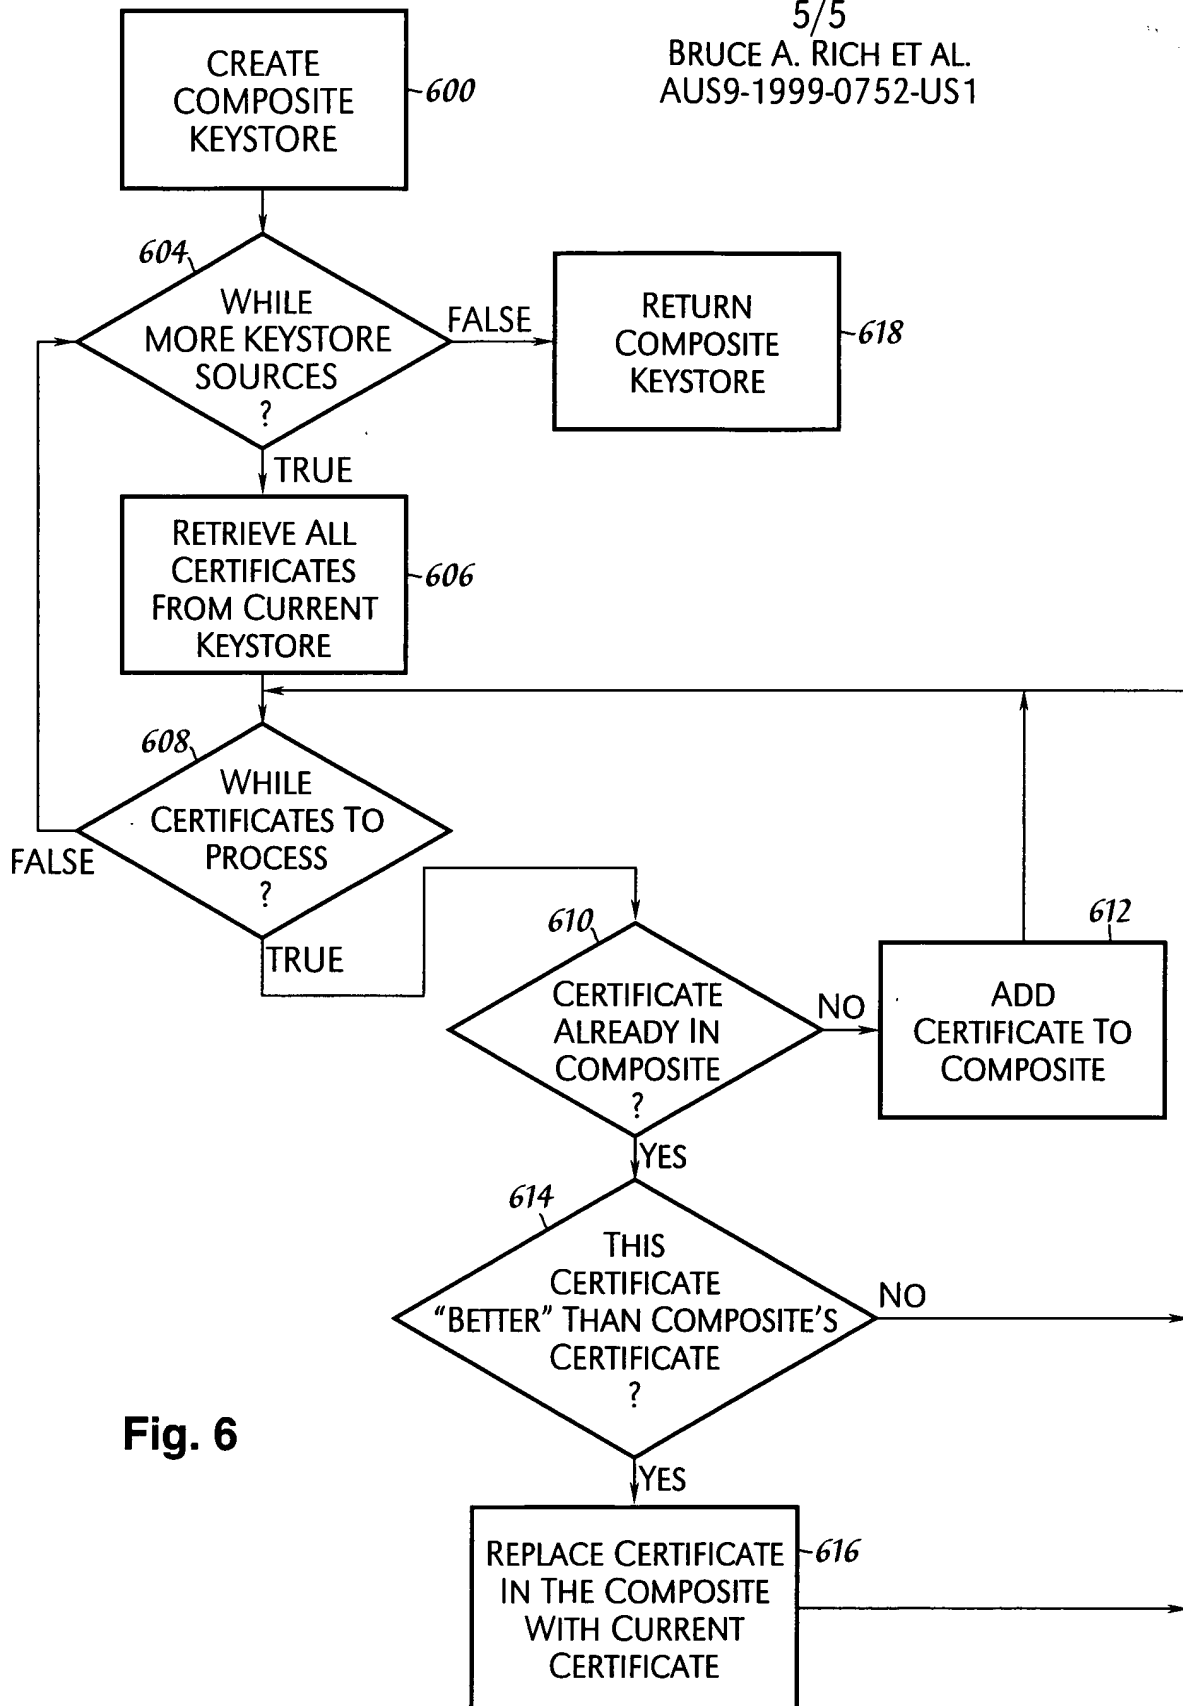 5/5
BRUCE A. RICH ET AL.
AUS9-1999-0752-US1
CREATE
COMPOSITE
KEYSTORE
600
604
WHILE
MORE KEYSTORE
SOURCES
?
FALSE
RETURN
COMPOSITE
KEYSTORE
618
TRUE
RETRIEVE ALL
CERTIFICATES
FROM CURRENT
KEYSTORE
606
608
WHILE
CERTIFICATES TO
PROCESS
?
FALSE
TRUE
610
CERTIFICATE
ALREADY IN
COMPOSITE
?
NO
612
ADD
CERTIFICATE TO
COMPOSITE
YES
614
THIS
CERTIFICATE
“BETTER” THAN COMPOSITE'S
CERTIFICATE
?
NO
YES
REPLACE CERTIFICATE
IN THE COMPOSITE
WITH CURRENT
CERTIFICATE
616
Fig. 6